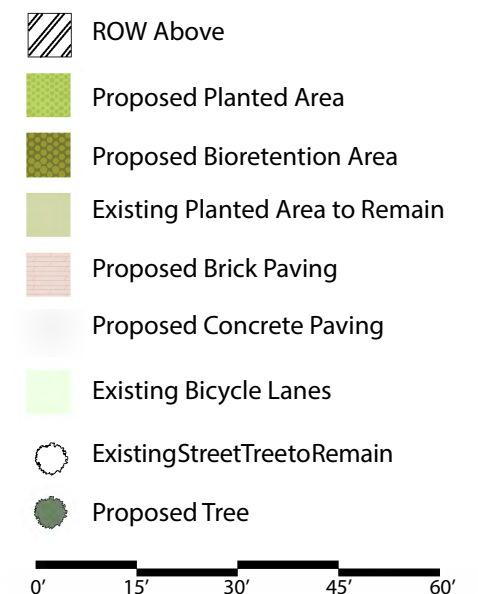 ROW Above
Proposed Planted Area
Proposed Bioretention Area
Existing Planted Area to Remain
Proposed Brick Paving
Proposed Concrete Paving
Existing Bicycle Lanes
ExistingStreetTreetoRemain
Proposed Tree
0′ 15′ 30′ 45′ 60′